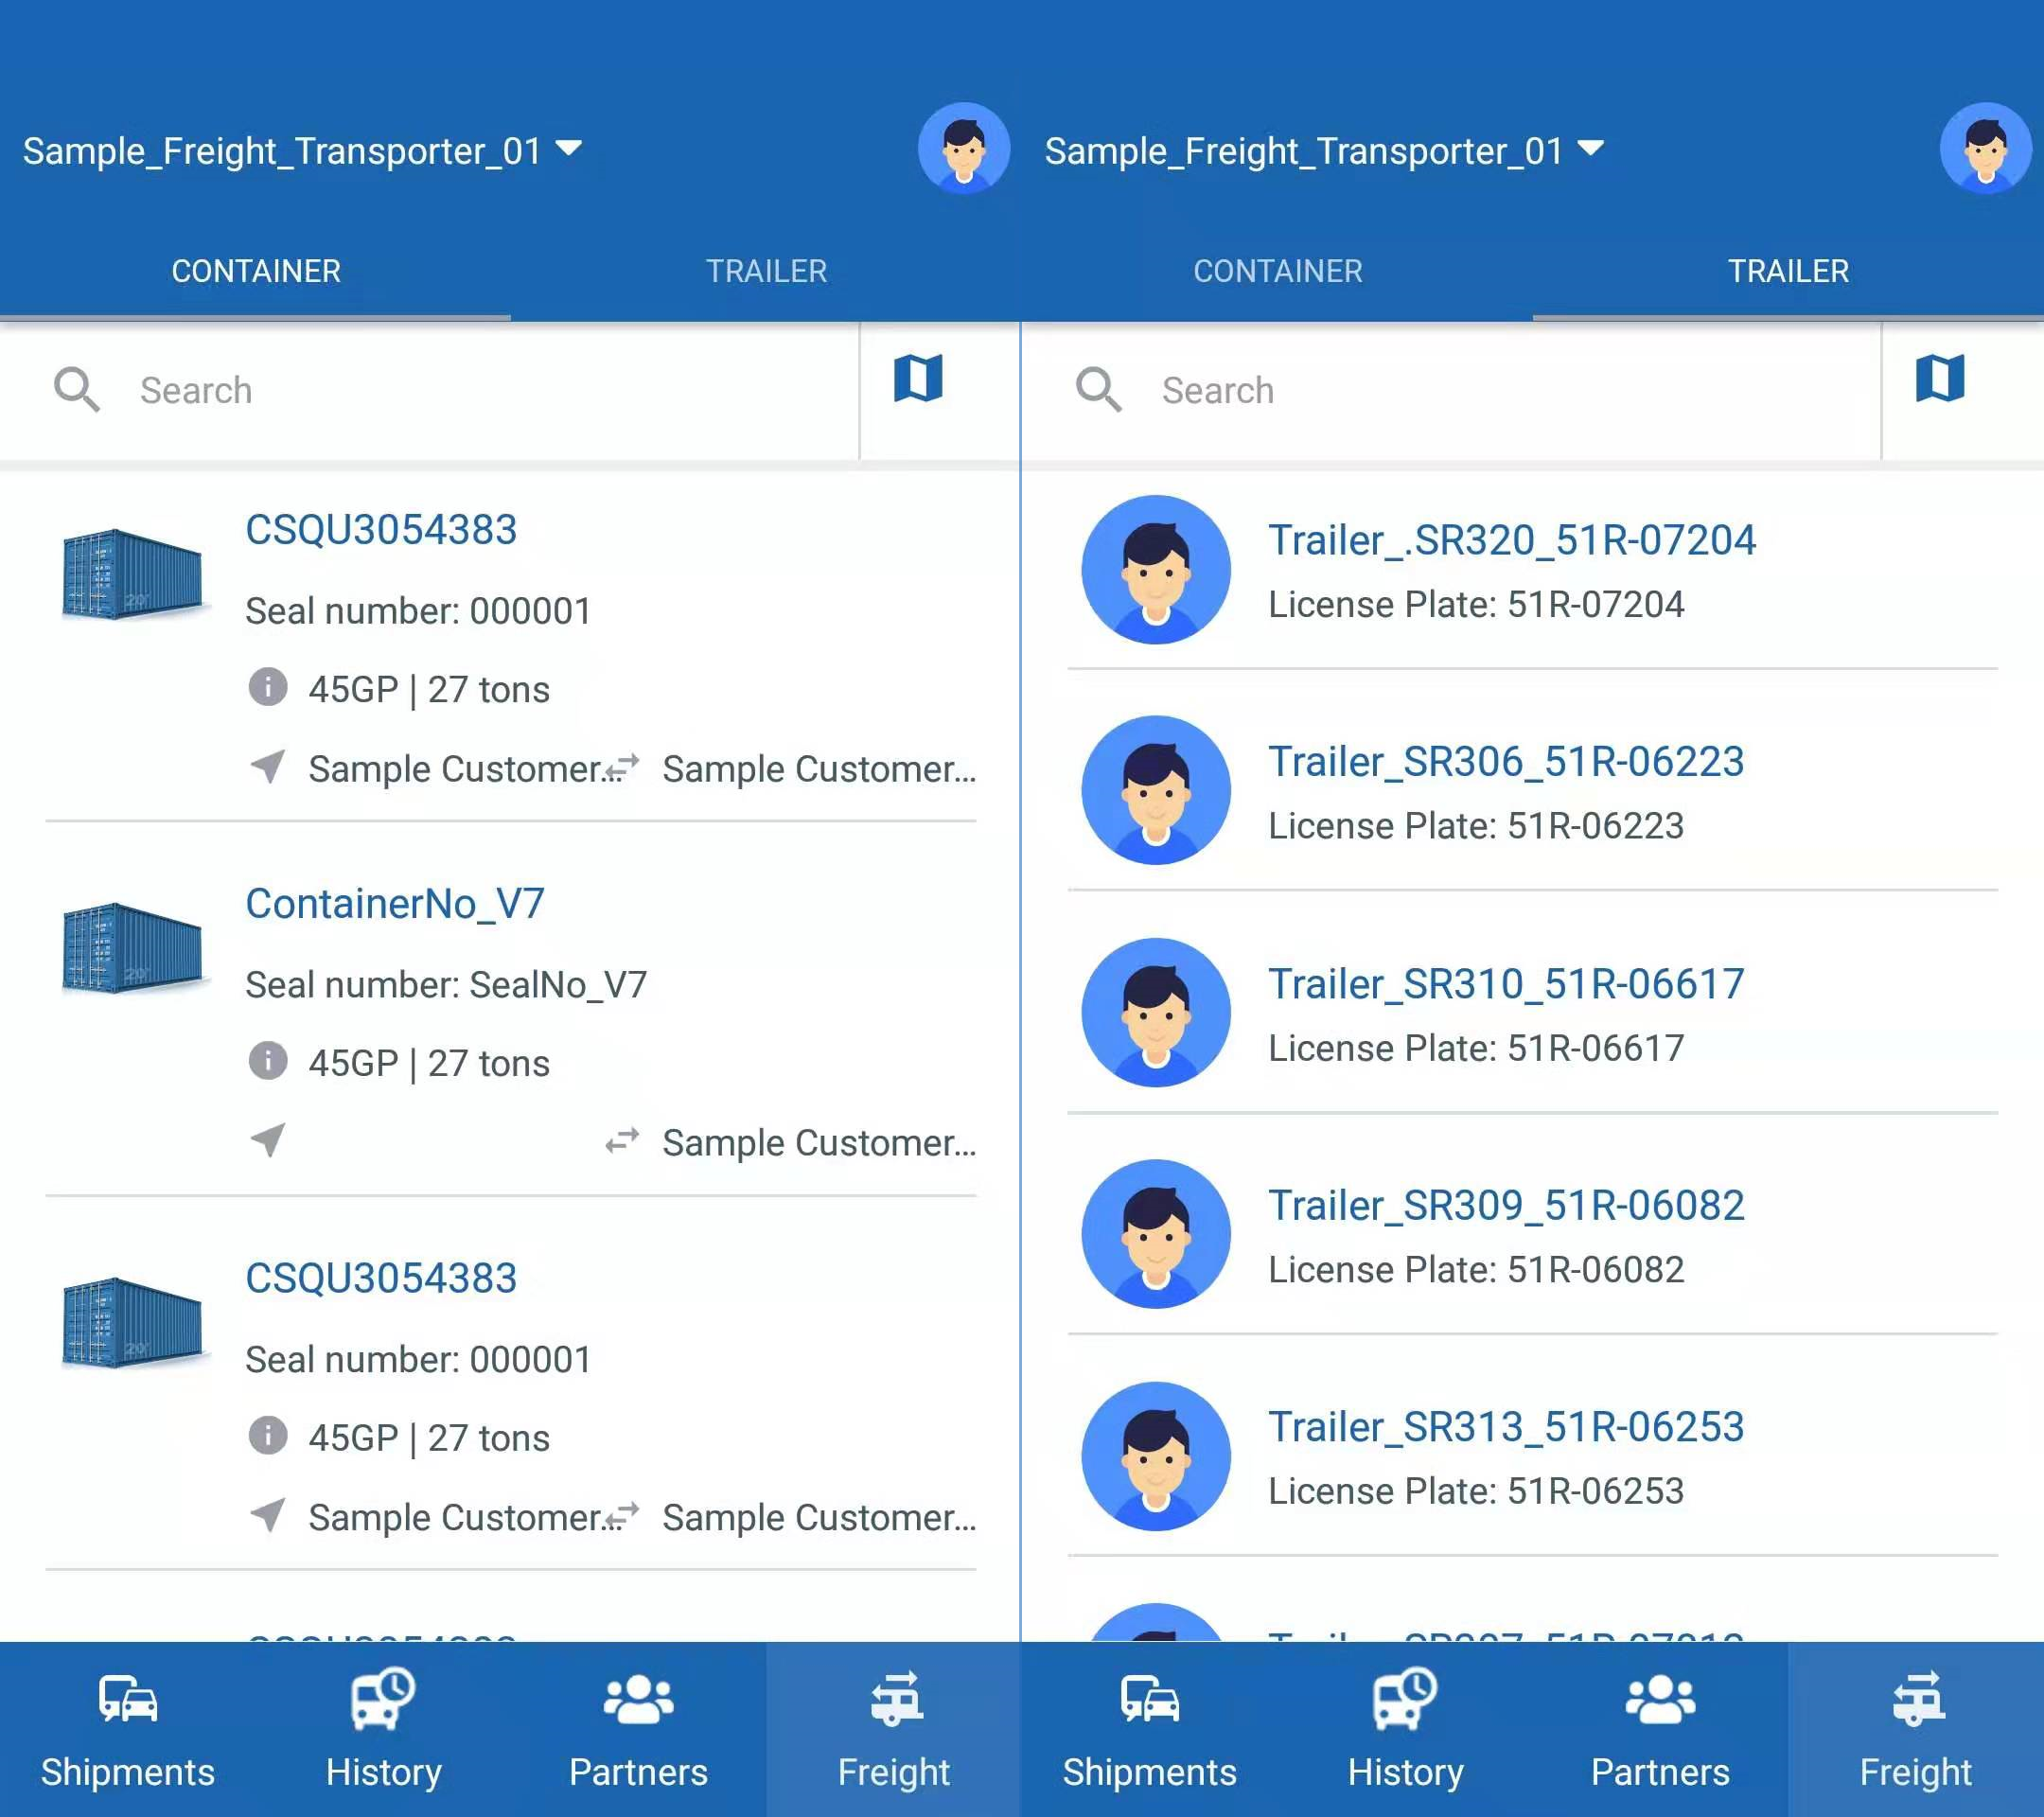 Sample_Freight_Transporter_01
CONTAINER TRAILER
Search
CSQU3054383
Seal number: 000001
45GP | 27 tons
Sample Customer... Sample Customer...
ContainerNo_V7
Seal number: SealNo_V7
45GP | 27 tons
Sample Customer...
CSQU3054383
Seal number: 000001
45GP | 27 tons
Sample Customer... Sample Customer...
Shipments History Partners Freight
Sample_Freight_Transporter_01
CONTAINER TRAILER
Search
Trailer_.SR320_51R-07204
License Plate: 51R-07204
Trailer_SR306_51R-06223
License Plate: 51R-06223
Trailer_SR310_51R-06617
License Plate: 51R-06617
Trailer_SR309_51R-06082
License Plate: 51R-06082
Trailer_SR313_51R-06253
License Plate: 51R-06253
Shipments History Partners Freight